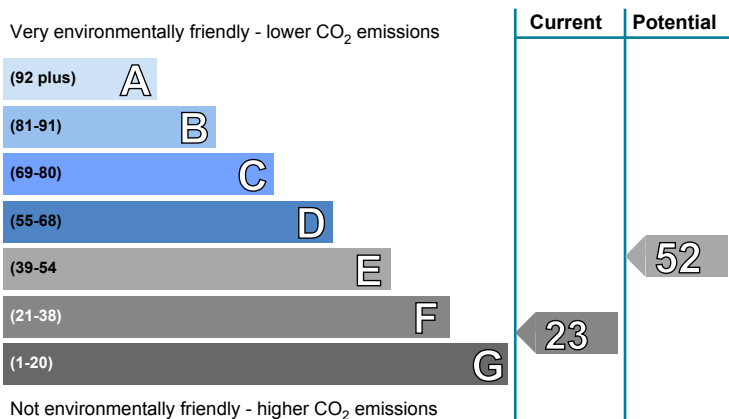 Very environmentally friendly - lower CO2 emissions
Current Potential
(92 plus) A
(81-91) B
(69-80) C
(55-68) D
(39-54 E
52
(21-38) F
23
(1-20) G
Not environmentally friendly - higher CO2 emissions